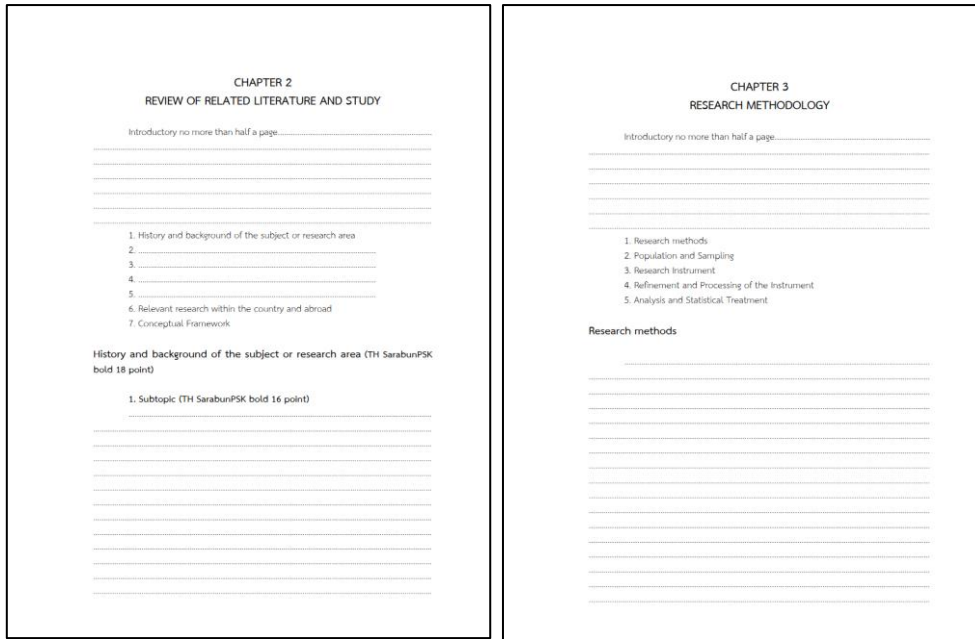 CHAPTER 2
REVIEW OF RELATED LITERATURE AND STUDY
Introductory no more than half a page
1. History and background of the subject or research area
2.
3.
4.
5.
6. Relevant research within the country and abroad
7. Conceptual Framework
History and background of the subject or research area (TH SarabunPSK
bold 18 point)
1. Subtopic (TH SarabunPSK bold 16 point)
CHAPTER 3
RESEARCH METHODOLOGY
Introductory no more than half a page
1. Research methods
2. Population and Sampling
3. Research Instrument
4. Refinement and Processing of the Instrument
5. Analysis and Statistical Treatment
Research methods